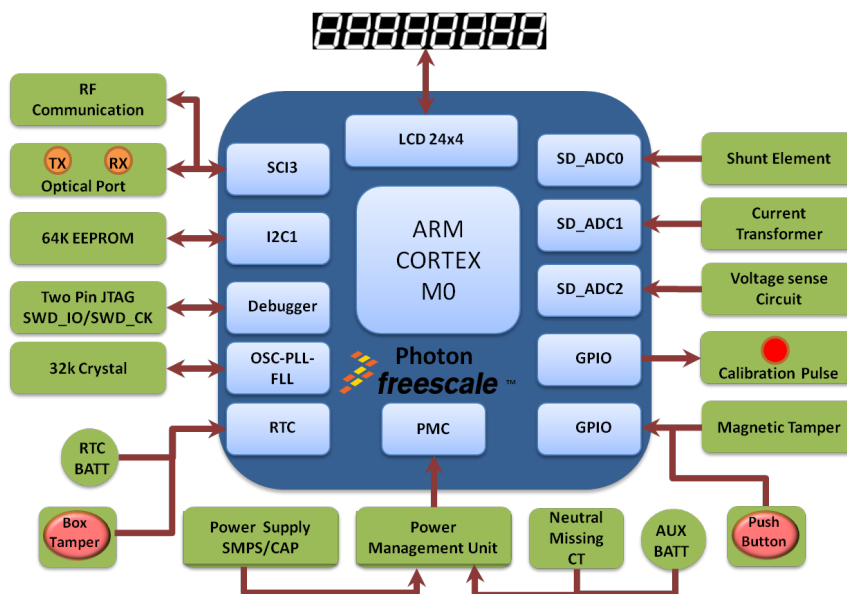 88888888
RF
Communication
TX
RX
Optical Port
64K EEPROM
Two Pin JTAG
SWD_IO/SWD_CK
32k Crystal
RTC
BATT
Box
Tamper
LCD 24x4
SCI3
I2C1
Debugger
OSC-PLL-
FLL
RTC
ARM
CORTEX
M0
Photon
freescale ™
PMC
SD_ADC0
SD_ADC1
SD_ADC2
GPIO
GPIO
Shunt Element
Current
Transformer
Voltage sense
Circuit
Calibration Pulse
Magnetic Tamper
Power Supply
SMPS/CAP
Power
Management Unit
Neutral
Missing
CT
AUX
BATT
Push
Button